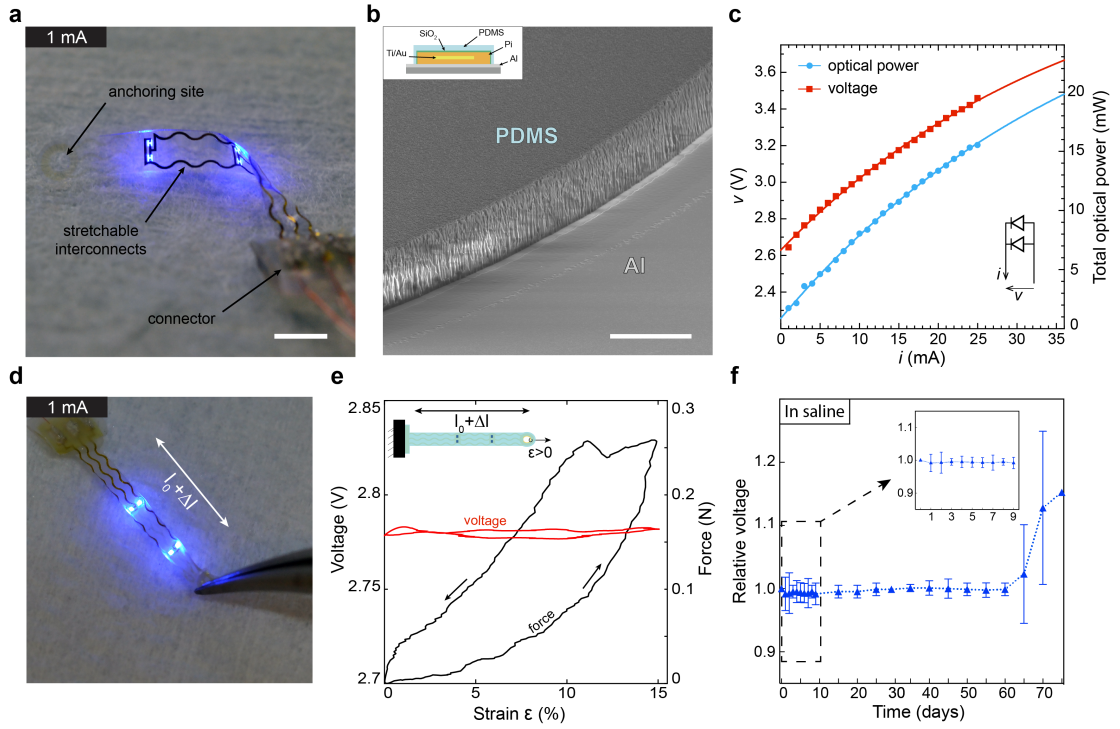 a
1 mA
anchoring site
stretchable
interconnects
connector
b
SiO2
PDMS
Ti/Au
Pi
Al
PDMS
Al
c
optical power
voltage
v (V)
3.6
3.4
3.2
3.0
2.8
2.6
2.4
0
5
10
15
20
25
30
35
i (mA)
20
15
10
5
0
Total optical power (mW)
i
v
d
1 mA
l0+Δl
e
Voltage (V)
2.85
2.8
2.75
2.7
l0+Δl
ε>0
voltage
force
0
5
10
15
Strain ε (%)
0.3
0.2
0.1
0
Force (N)
f
In saline
Relative voltage
1.2
1.1
1.0
0.9
1.1
1.0
0.9
1
3
5
7
9
0
10
20
30
40
50
60
70
Time (days)